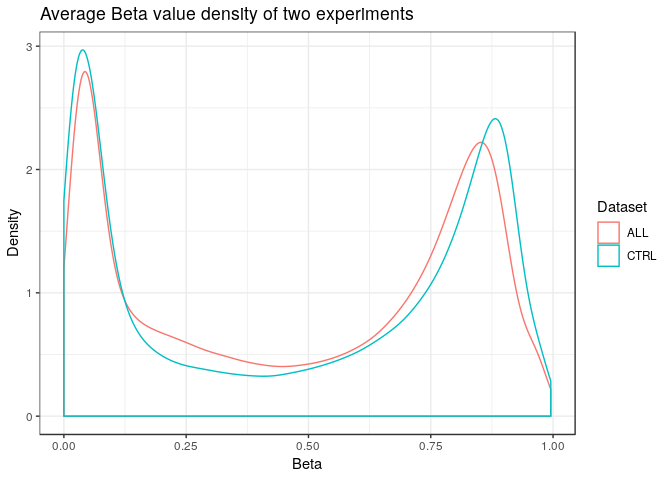 Average Beta value density of two experiments
3
2
1
0
Density
0.00 0.25 0.50 0.75 1.00
Beta
Dataset
ALL
CTRL